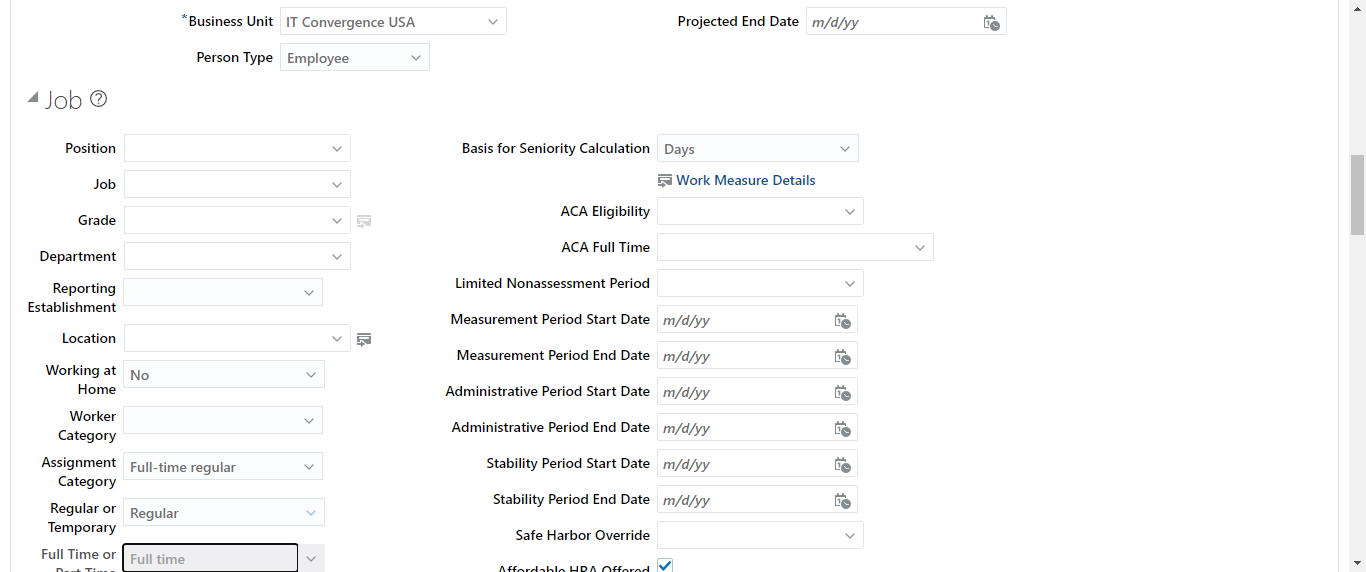 *Business Unit IT Convergence USA Projected End Date m/d/yy
Person Type Employee
Job
Position Basis for Seniority Calculation Days
Work Measure Details
Job
ACA Eligibility
Grade
ACA Full Time
Department
Reporting
Establishment
Limited Nonassessment Period
Measurement Period Start Date m/d/yy
Location
Measurement Period End Date m/d/yy
Working at
Home
No
Administrative Period Start Date m/d/yy
Worker
Category
Administrative Period End Date m/d/yy
Assignment
Category
Full-time regular
Stability Period Start Date m/d/yy
Regular or
Temporary
Regular
Stability Period End Date m/d/yy
Safe Harbor Override
Full Time or
Part Time
Full time
Affordable HRA Offered